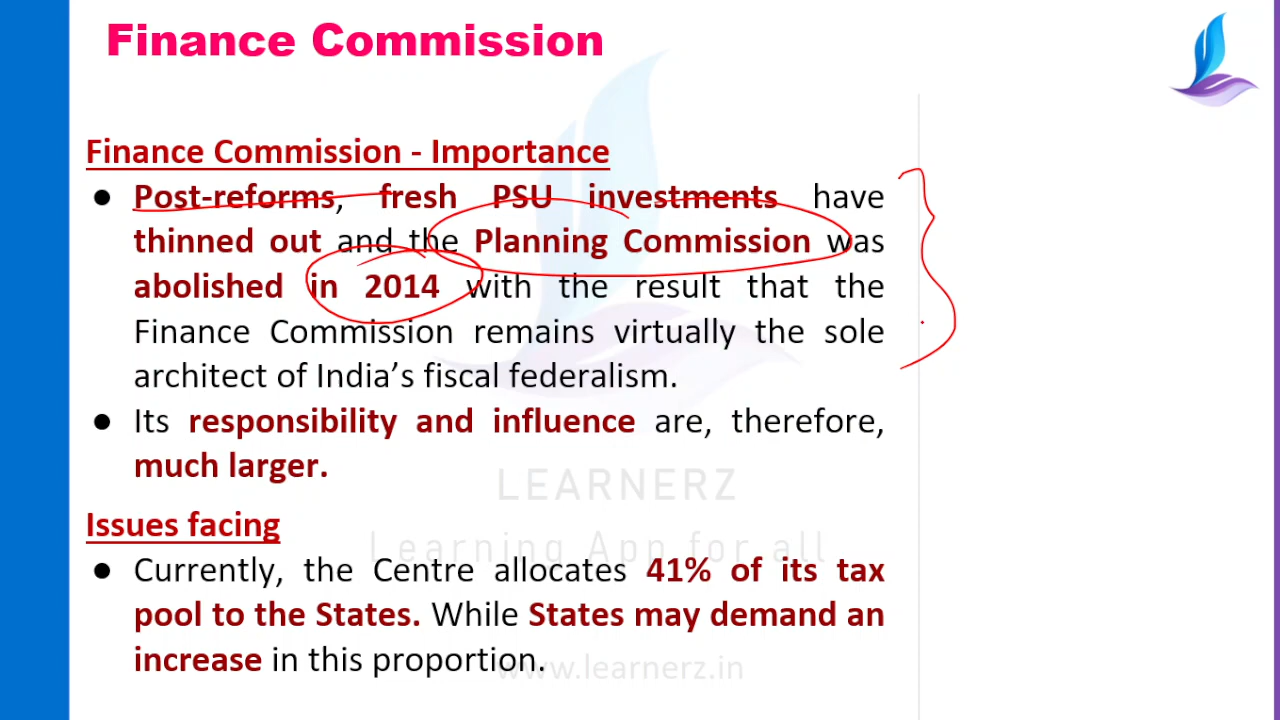 Finance Commission
Finance Commission - Importance
● Post-reforms, fresh PSU investments have
thinned out and the Planning Commission was
abolished in 2014 with the result that the
Finance Commission remains virtually the sole
architect of India’s fiscal federalism.
● Its responsibility and influence are, therefore,
much larger.
LEARNERZ
Issues facing
Learning App for all
● Currently, the Centre allocates 41% of its tax
pool to the States. While States may demand an
increase in this proportion.
www.learnerz.in